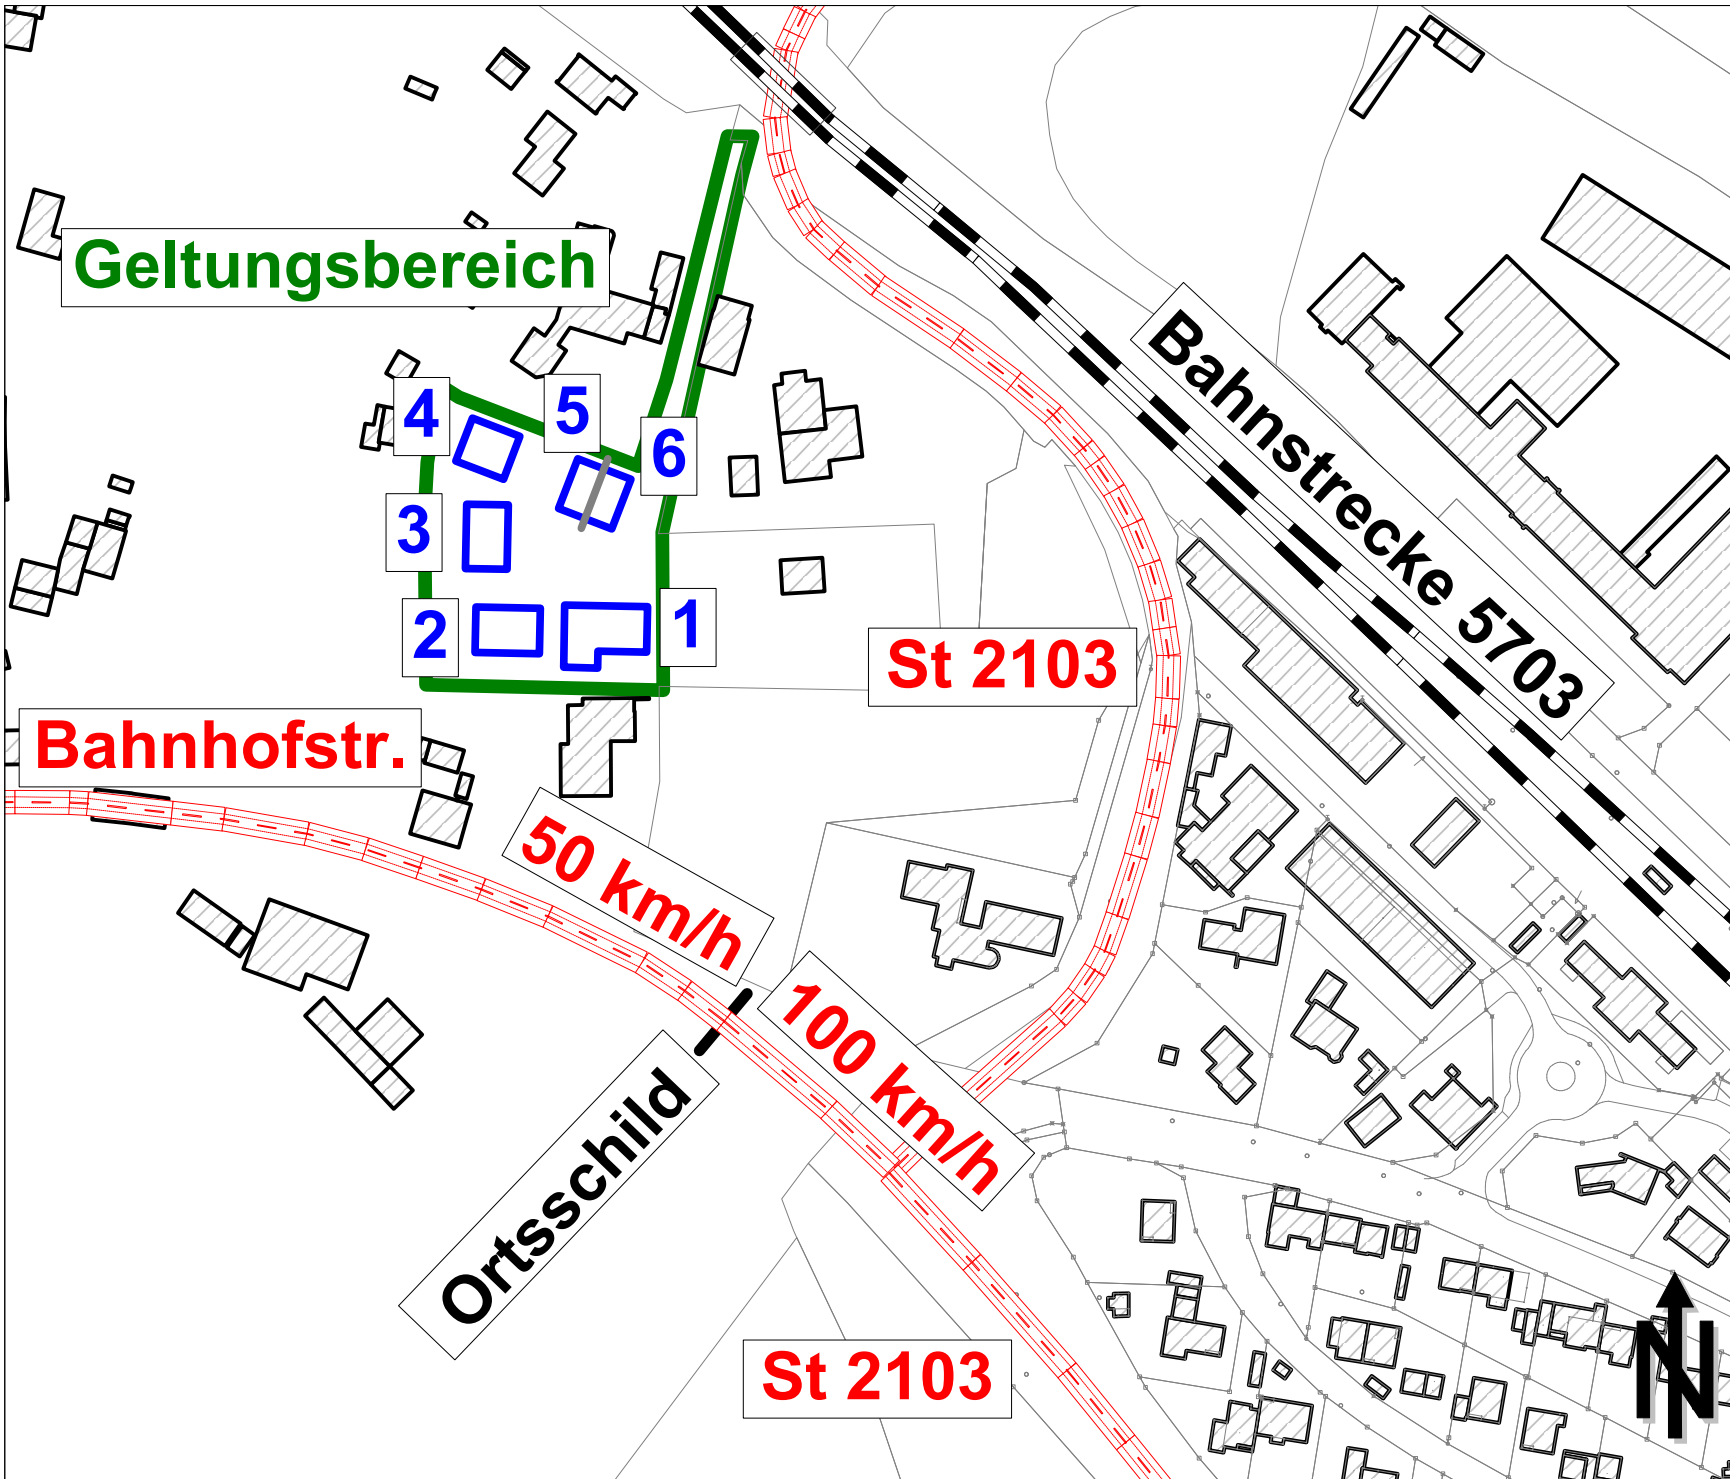 Geltungsbereich
Bahnstrecke 5703
4
5
6
3
2
1
St 2103
Bahnhofstr.
50 km/h
100 km/h
Ortsschild
St 2103
N